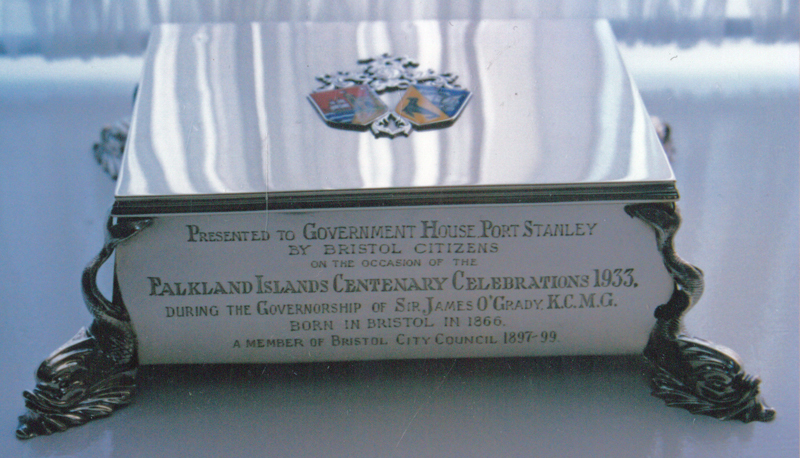 PRESENTED TO GOVERNMENT HOUSE PORT STANLEY
BY BRISTOL CITIZENS
ON THE OCCASION OF THE
FALKLAND ISLANDS CENTENARY CELEBRATIONS 1933.
DURING THE GOVERNORSHIP OF SIR JAMES O'GRADY. K.C.M.G.
BORN IN BRISTOL IN 1866.
A MEMBER OF BRISTOL CITY COUNCIL 1897-99.